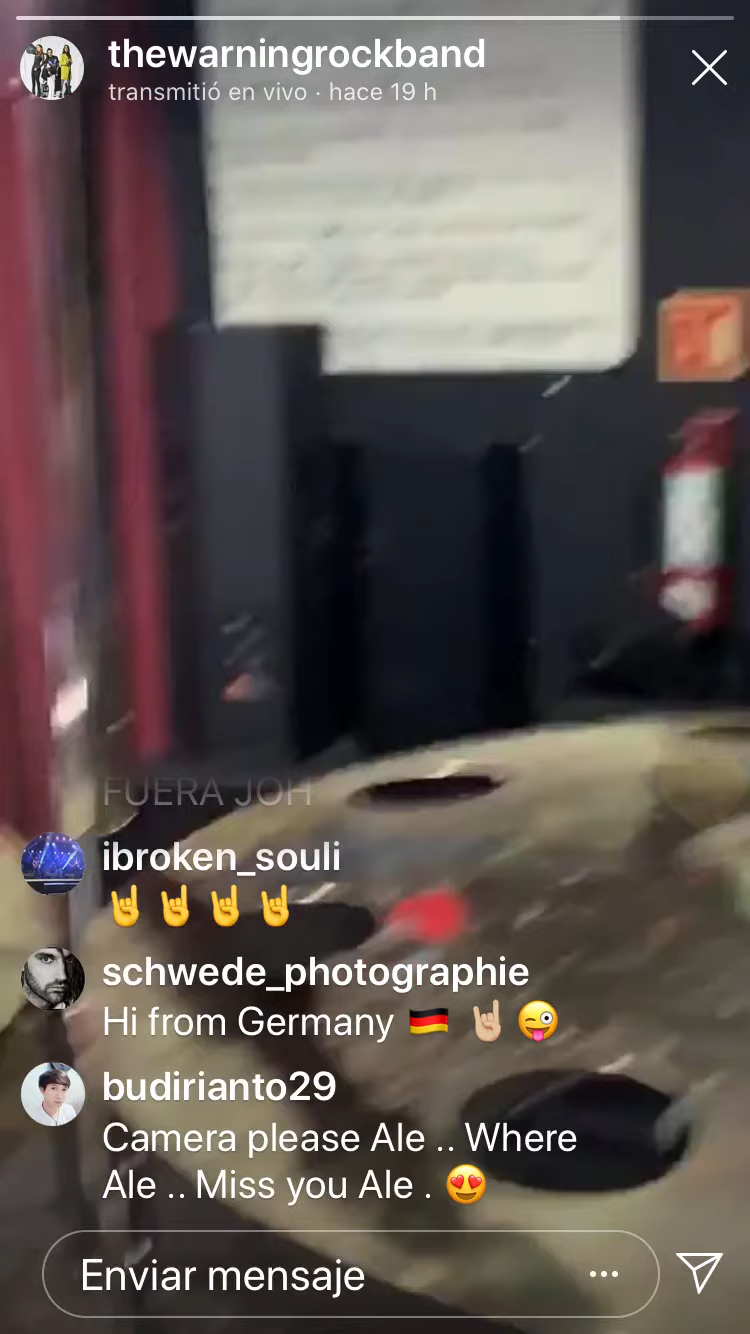 thewarningrockband
transmitió en vivo · hace 19 h
FUERA JOH
ibroken_souli
🤘🤘🤘🤘
schwede_photographie
Hi from Germany 🇩🇪 🤘🏼 😜
budirianto29
Camera please Ale .. Where
Ale .. Miss you Ale . 😍
Enviar mensaje